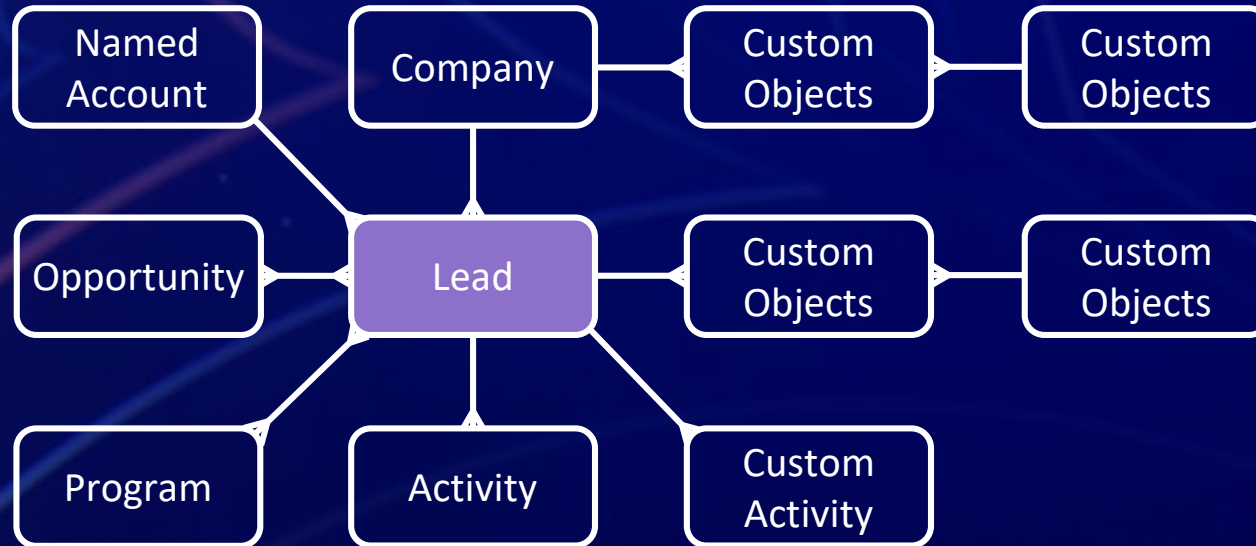 Named
Account
Company
Custom
Objects
Custom
Objects
Opportunity
Lead
Custom
Objects
Custom
Objects
Program
Activity
Custom
Activity